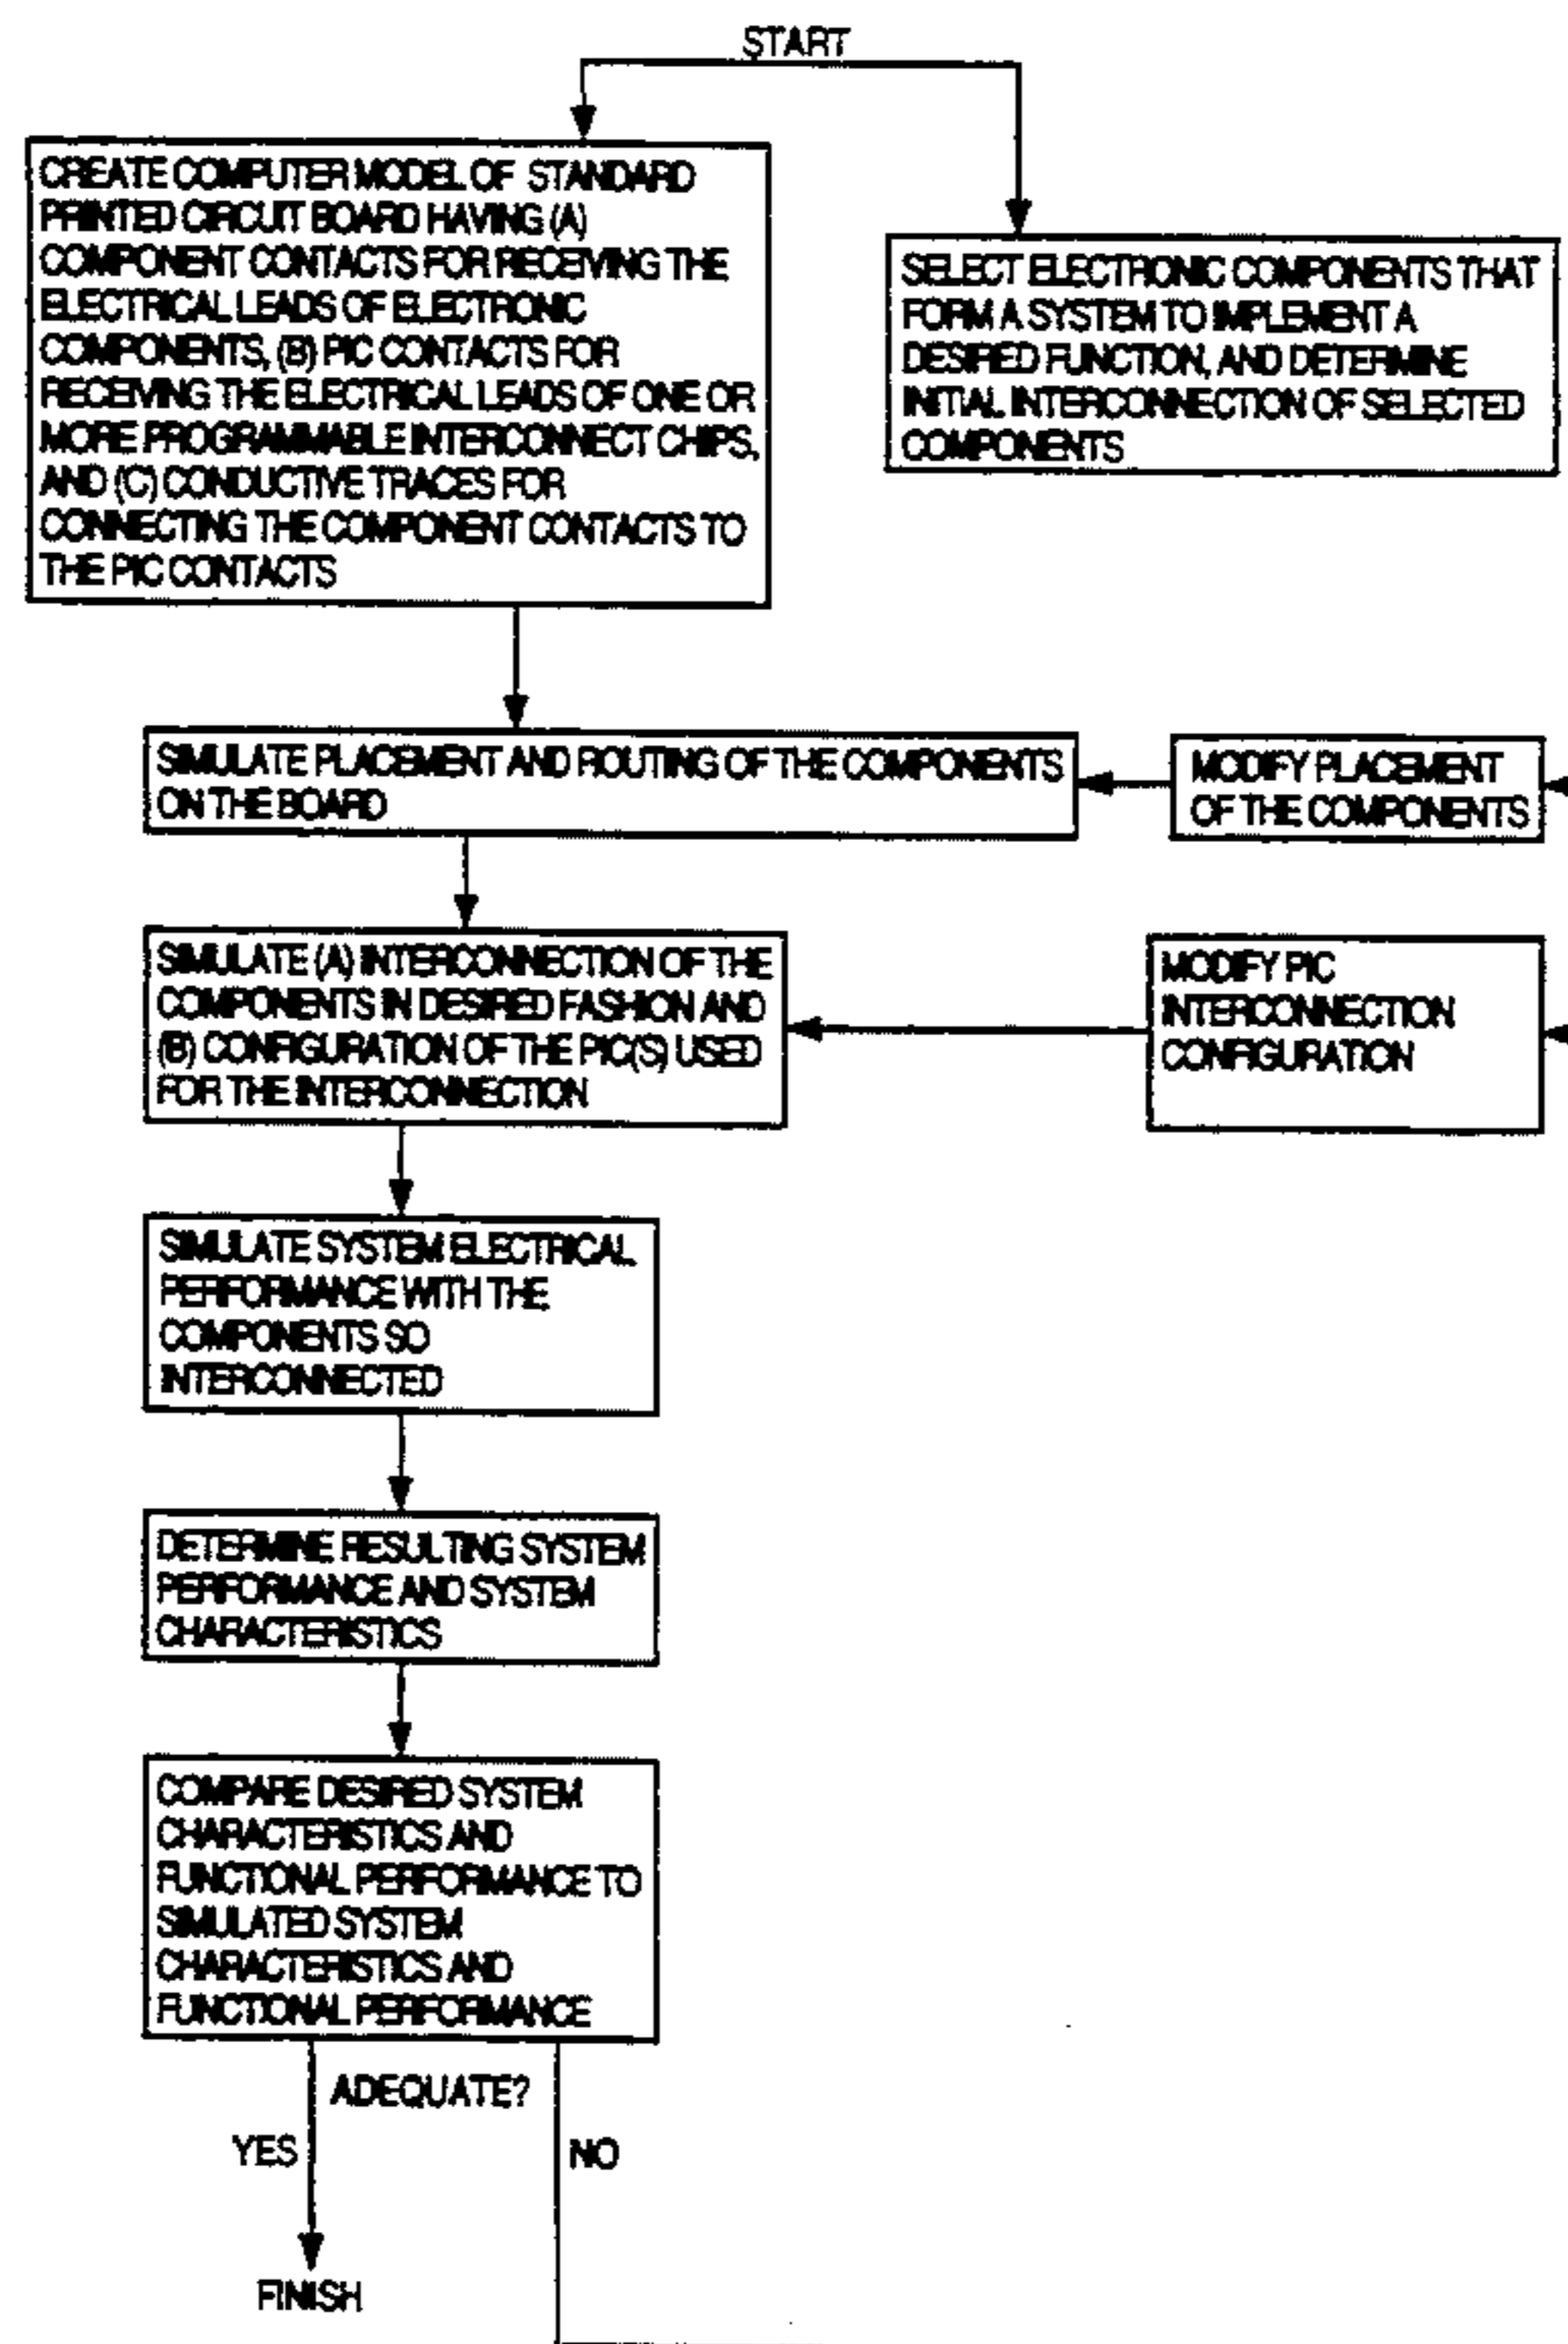 START
CREATE COMPUTER MODEL OF STANDARD
PRINTED CIRCUIT BOARD HAVING (A)
COMPONENT CONTACTS FOR RECEIVING THE
ELECTRICAL LEADS OF ELECTRONIC
COMPONENTS, (B) PIC CONTACTS FOR
RECEIVING THE ELECTRICAL LEADS OF ONE OR
MORE PROGRAMMABLE INTERCONNECT CHIPS,
AND (C) CONDUCTIVE TRACES FOR
CONNECTING THE COMPONENT CONTACTS TO
THE PIC CONTACTS
SELECT ELECTRONIC COMPONENTS THAT
FORM A SYSTEM TO IMPLEMENT A
DESIRED FUNCTION, AND DETERMINE
INITIAL INTERCONNECTION OF SELECTED
COMPONENTS
SIMULATE PLACEMENT AND ROUTING OF THE COMPONENTS
ON THE BOARD
MODIFY PLACEMENT
OF THE COMPONENTS
SIMULATE (A) INTERCONNECTION OF THE
COMPONENTS IN DESIRED FASHION AND
(B) CONFIGURATION OF THE PIC(S) USED
FOR THE INTERCONNECTION
MODIFY PIC
INTERCONNECTION
CONFIGURATION
SIMULATE SYSTEM ELECTRICAL
PERFORMANCE WITH THE
COMPONENTS SO
INTERCONNECTED
DETERMINE RESULTING SYSTEM
PERFORMANCE AND SYSTEM
CHARACTERISTICS
COMPARE DESIRED SYSTEM
CHARACTERISTICS AND
FUNCTIONAL PERFORMANCE TO
SIMULATED SYSTEM
CHARACTERISTICS AND
FUNCTIONAL PERFORMANCE
ADEQUATE?
YES
NO
FINISH